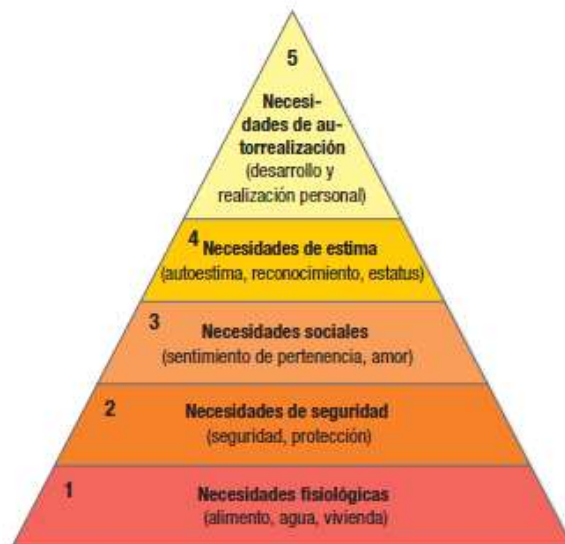 5
Necesi-
dades de au-
torrealización
(desarrollo y
realización personal)
4 Necesidades de estima
(autoestima, reconocimiento, estatus)
3 Necesidades sociales
(sentimiento de pertenencia, amor)
2 Necesidades de seguridad
(seguridad, protección)
1 Necesidades fisiológicas
(alimento, agua, vivienda)